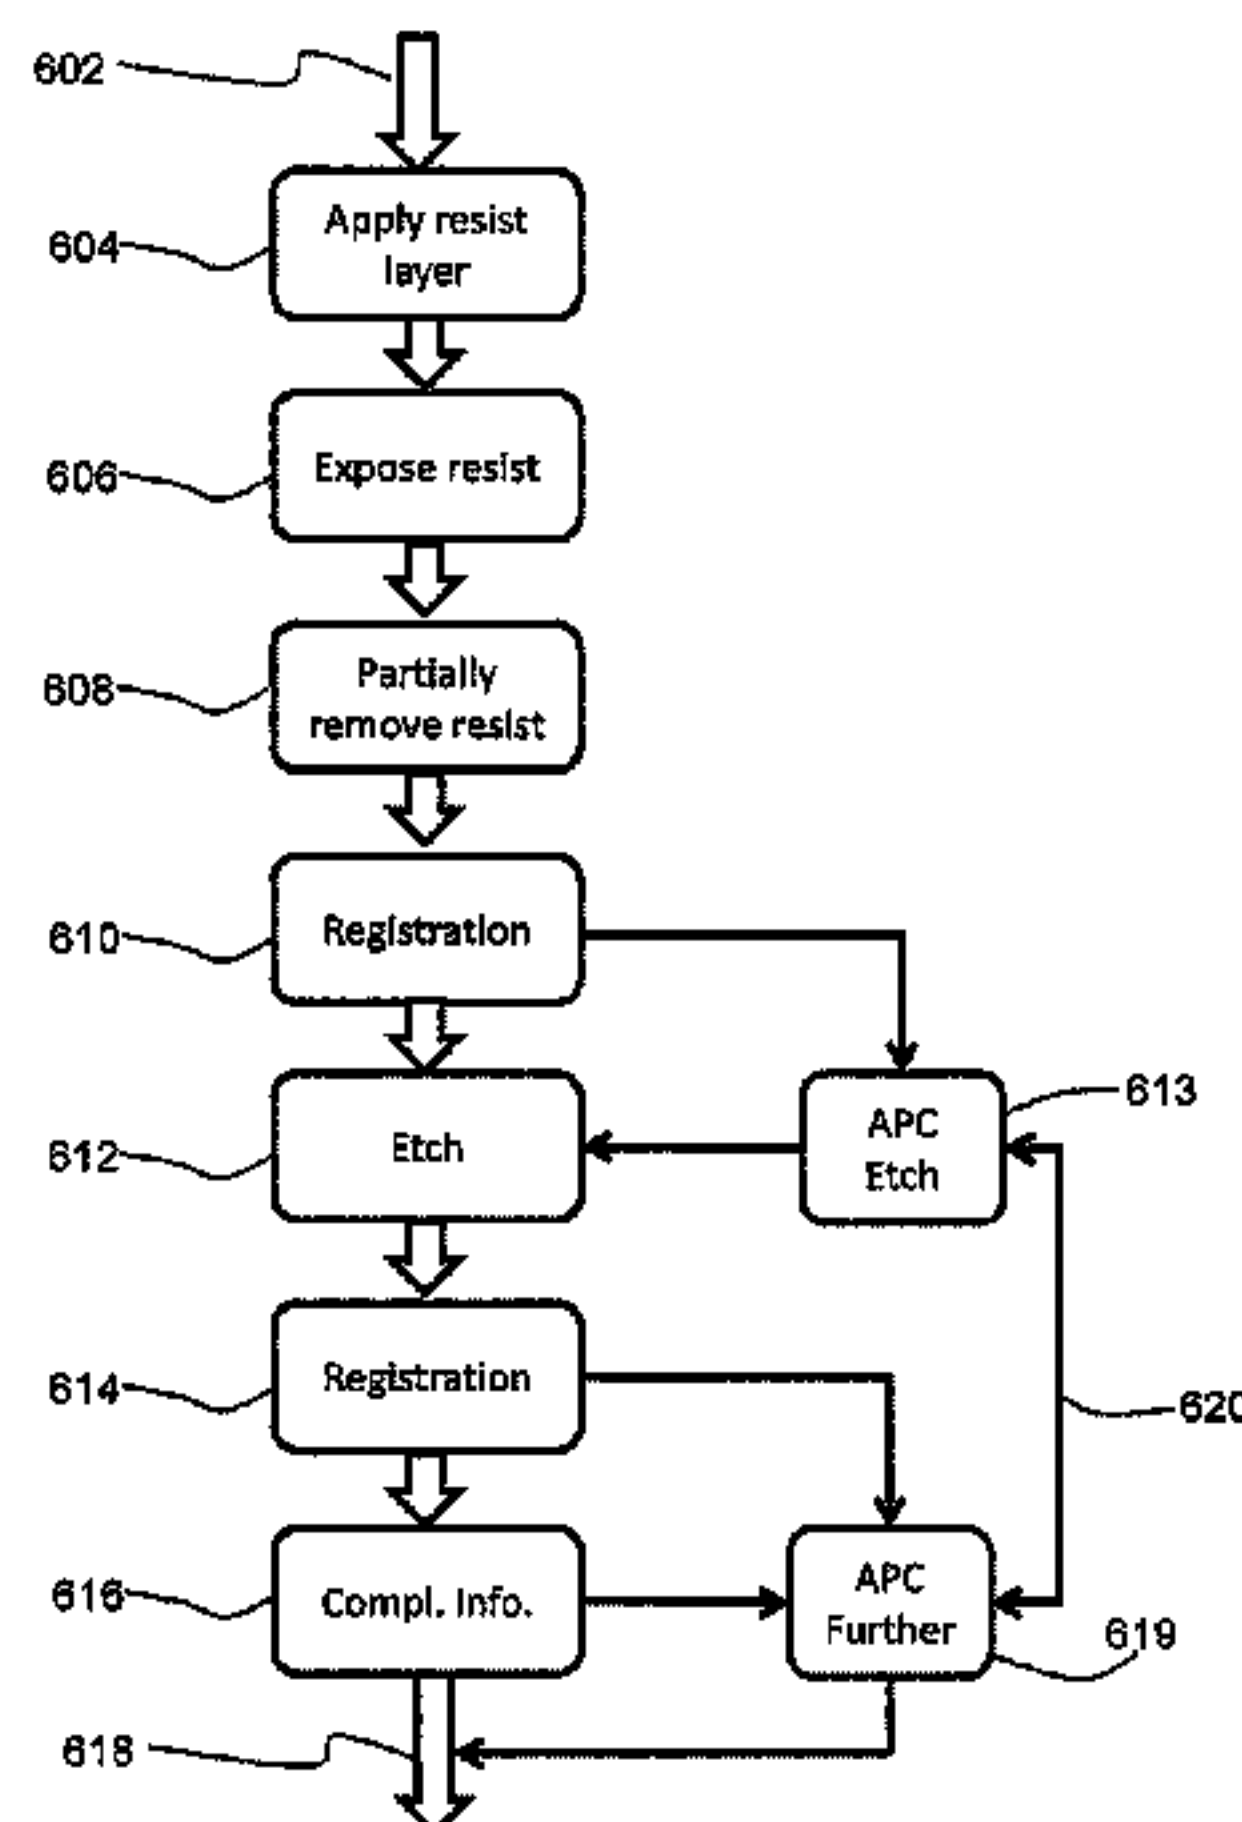 602
604
Apply resist
layer
606
Expose resist
608
Partially
remove resist
610
Registration
612
Etch
APC
Etch
613
614
Registration
620
616
Compl. Info.
APC
Further
619
618